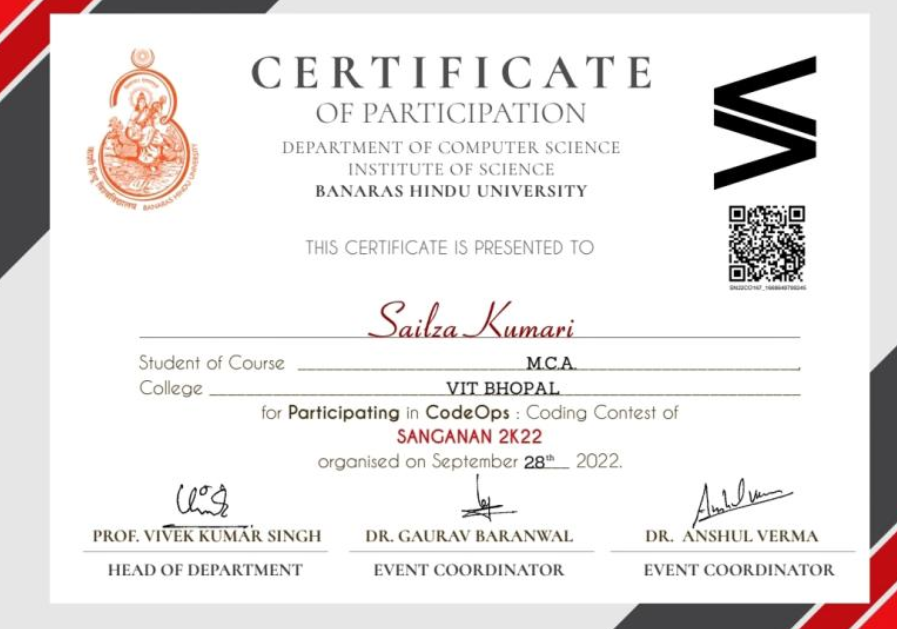 CERTIFICATE
OF PARTICIPATION
DEPARTMENT OF COMPUTER SCIENCE
INSTITUTE OF SCIENCE
BANARAS HINDU UNIVERSITY
काशी हिन्दू विश्वविद्यालय
BANARAS HINDU UNIVERSITY
THIS CERTIFICATE IS PRESENTED TO
Sailza Kumari
Student of Course M.C.A.
College VIT BHOPAL
for Participating in CodeOps : Coding Contest of
SANGANAN 2K22
organised on September 28th 2022.
PROF. VIVEK KUMAR SINGH
HEAD OF DEPARTMENT
DR. GAURAV BARANWAL
EVENT COORDINATOR
DR. ANSHUL VERMA
EVENT COORDINATOR